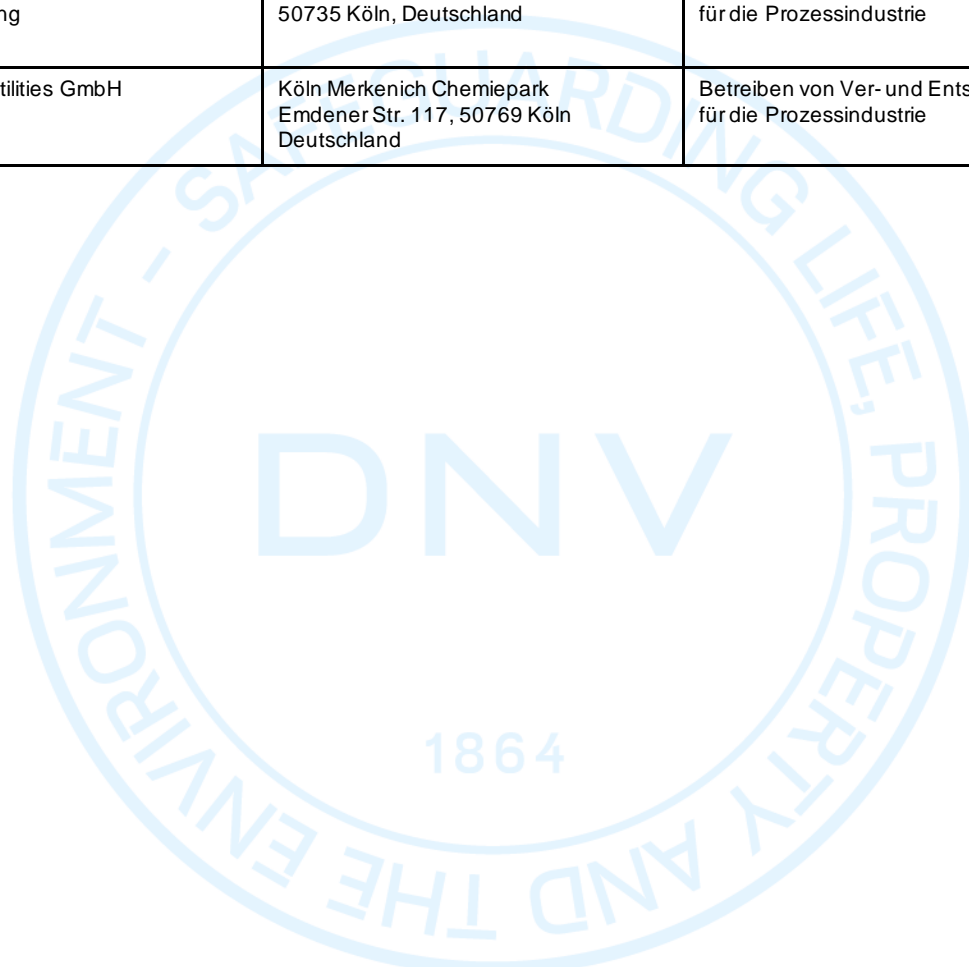 ng
50735 Köln, Deutschland
für die Prozessindustrie
tilities GmbH
Köln Merkenich Chemiepark
Emdener Str. 117, 50769 Köln
Deutschland
Betreiben von Ver- und Ents
für die Prozessindustrie
SAFEGUARDING LIFE, PROPERTY AND THE ENVIRONMENT -
DNV
1864